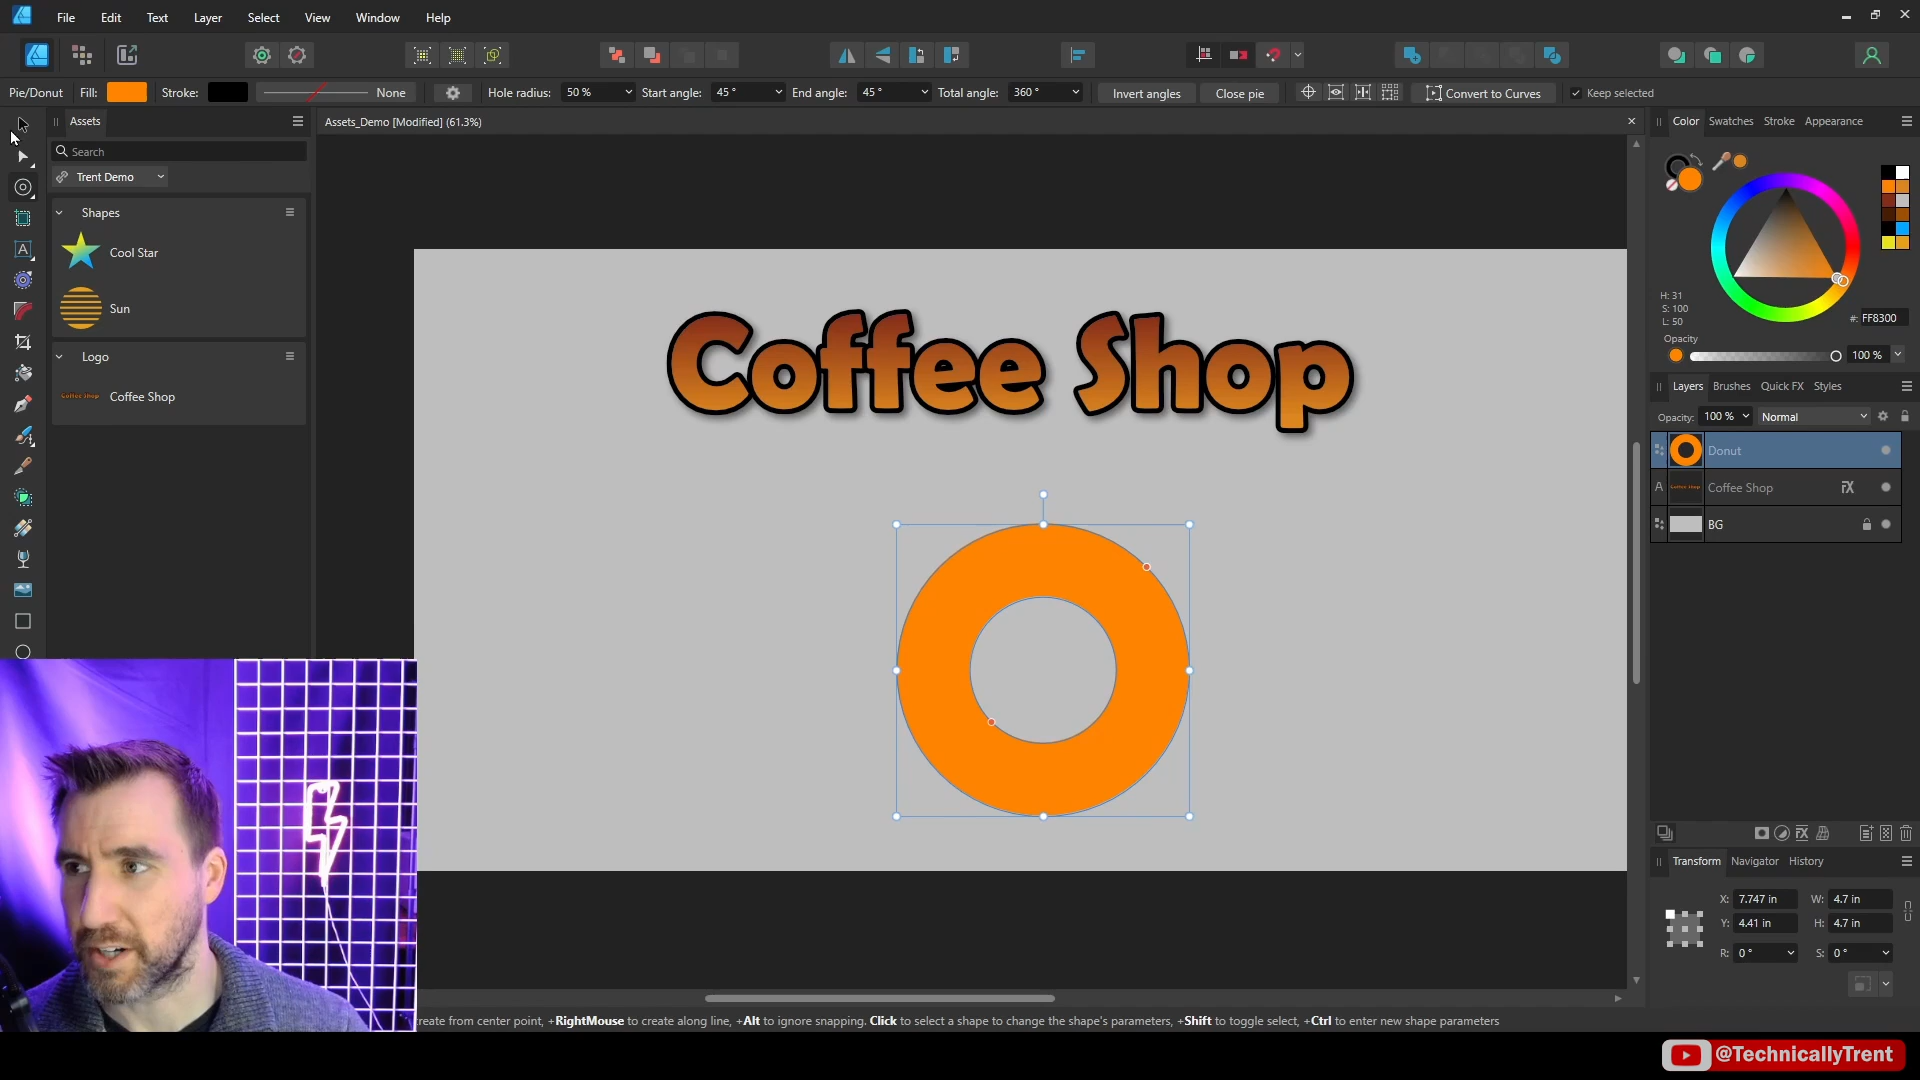 File Edit Text Layer Select View Window Help
Pie/Donut Fill: Stroke: None Hole radius: 50 % Start angle: 45 ° End angle: 45 ° Total angle: 360 ° Invert angles Close pie Convert to Curves Keep selected
Assets
Search
Trent Demo
Shapes
Cool Star
Sun
Logo
Coffee Shop
Coffee Shop
Assets_Demo [Modified] (61.3%)
Coffee Shop
Color Swatches Stroke Appearance
H: 31
S: 100
L: 50
#: FF8300
Opacity
100 %
Layers Brushes Quick FX Styles
Opacity: 100 % Normal
Donut
A Coffee Shop FX
Coffee Shop
BG
FX
Transform Navigator History
X: 7.747 in W: 4.7 in
Y: 4.41 in H: 4.7 in
R: 0 ° S: 0 °
create from center point, +RightMouse to create along line, +Alt to ignore snapping. Click to select a shape to change the shape's parameters, +Shift to toggle select, +Ctrl to enter new shape parameters
@TechnicallyTrent